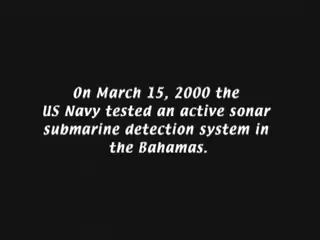 On March 15, 2000 the
US Navy tested an active sonar
submarine detection system in
the Bahamas.